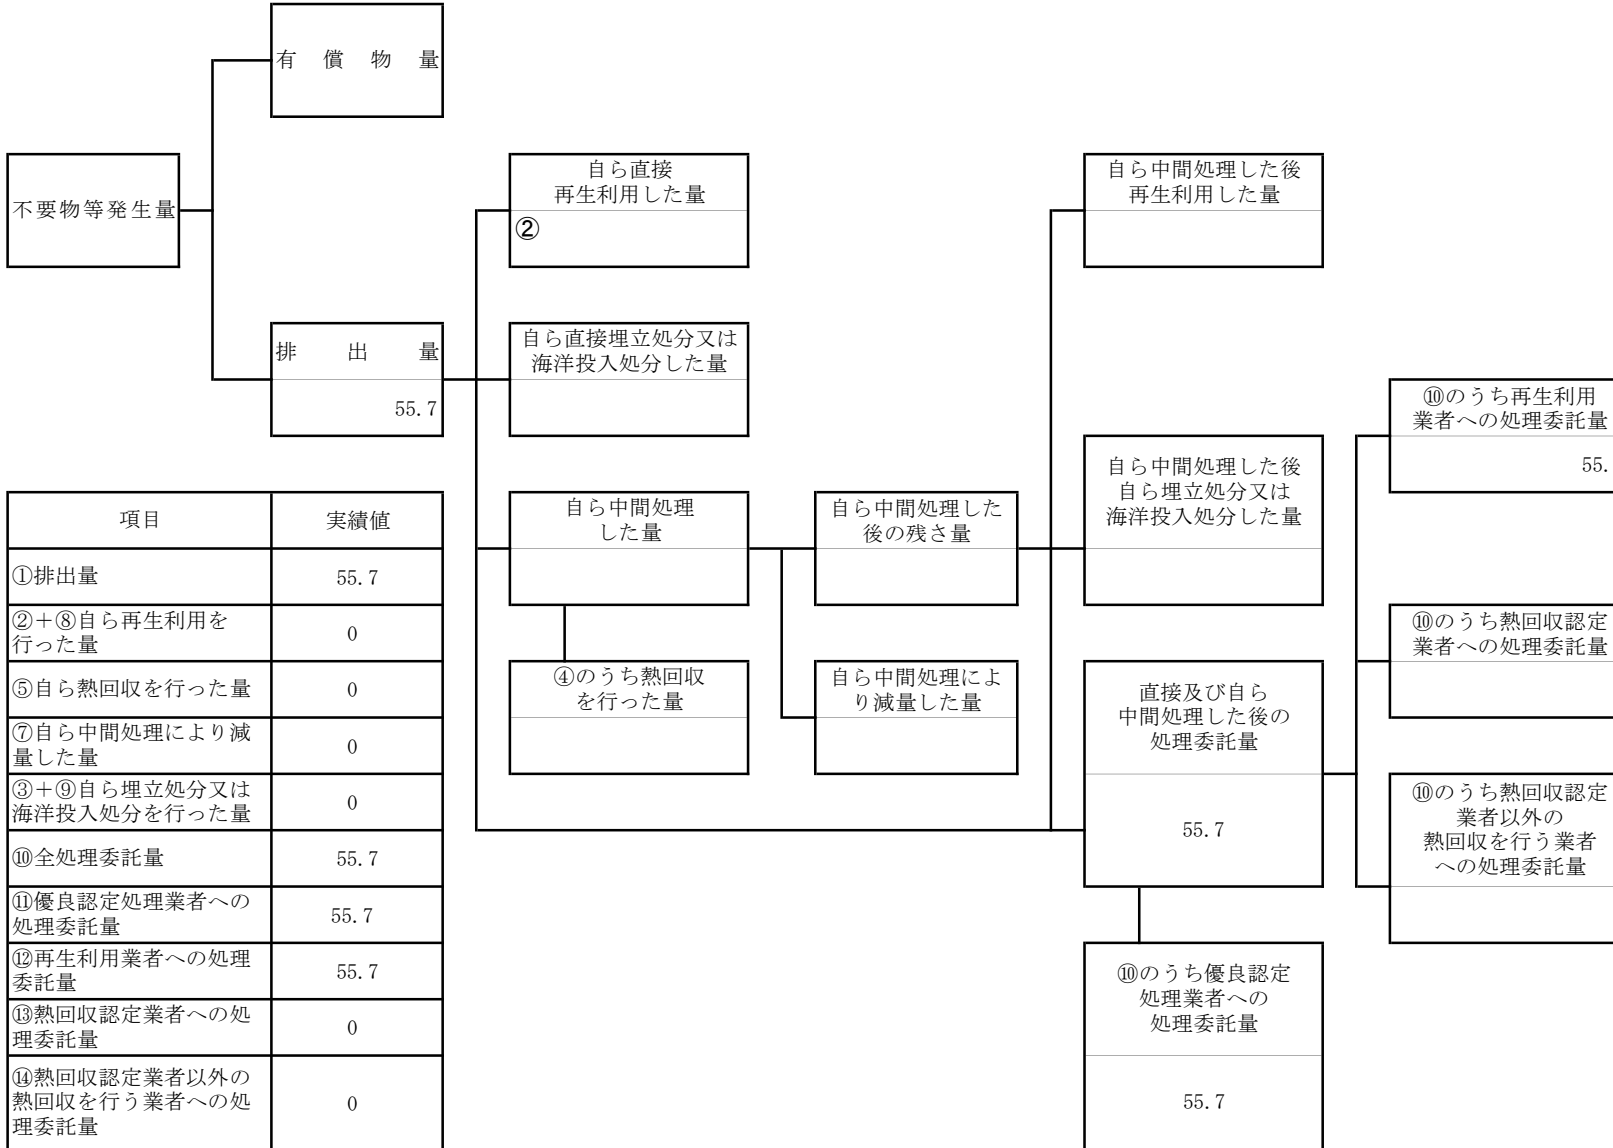 有償物量
不要物等発生量
自ら直接
再生利用した量
②
自ら中間処理した後
再生利用した量
排出量
55.7
自ら直接埋立処分又は
海洋投入処分した量
⑩のうち再生利用
業者への処理委託量
55.
自ら中間処理
した量
自ら中間処理した
後の残さ量
自ら中間処理した後
自ら埋立処分又は
海洋投入処分した量
⑩のうち熱回収認定
業者への処理委託量
④のうち熱回収
を行った量
自ら中間処理によ
り減量した量
直接及び自ら
中間処理した後の
処理委託量
55.7
⑩のうち熱回収認定
業者以外の
熱回収を行う業者
への処理委託量
⑩のうち優良認定
処理業者への
処理委託量
55.7
項目 実績値
①排出量 55.7
②+⑧自ら再生利用を
行った量 0
⑤自ら熱回収を行った量 0
⑦自ら中間処理により減
量した量 0
③+⑨自ら埋立処分又は
海洋投入処分を行った量 0
⑩全処理委託量 55.7
⑪優良認定処理業者への
処理委託量 55.7
⑫再生利用業者への処理
委託量 55.7
⑬熱回収認定業者への処
理委託量 0
⑭熱回収認定業者以外の
熱回収を行う業者への処
理委託量 0